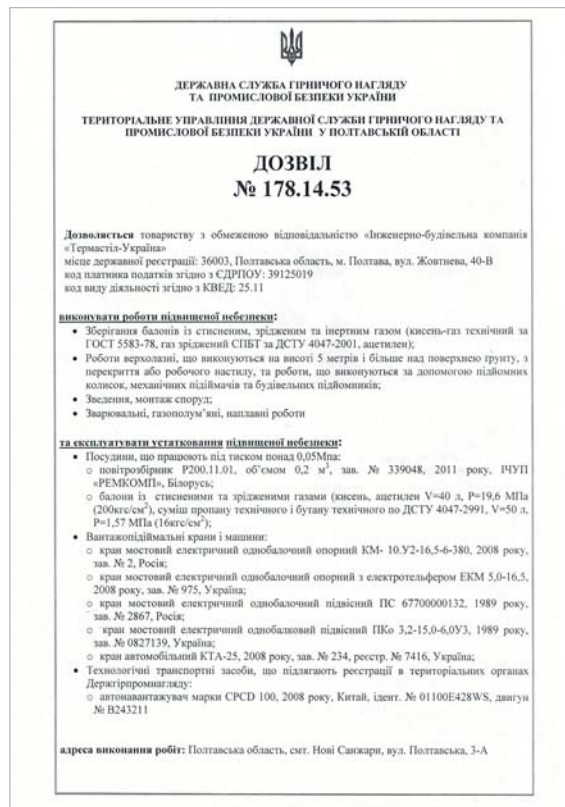 ДЕРЖАВНА СЛУЖБА ГІРНИЧОГО НАГЛЯДУ
ТА ПРОМИСЛОВОЇ БЕЗПЕКИ УКРАЇНИ
ТЕРИТОРІАЛЬНЕ УПРАВЛІННЯ ДЕРЖАВНОЇ СЛУЖБИ ГІРНИЧОГО НАГЛЯДУ ТА
ПРОМИСЛОВОЇ БЕЗПЕКИ УКРАЇНИ У ПОЛТАВСЬКІЙ ОБЛАСТІ
ДОЗВІЛ
№ 178.14.53
Дозволяється товариству з обмеженою відповідальністю «Інженерно-будівельна компанія
«Термастіл-Україна»
місце державної реєстрації: 36003, Полтавська область, м. Полтава, вул. Жовтнева, 40-В
код платника податків згідно з ЄДРПОУ: 39125019
код виду діяльності згідно з КВЕД: 25.11
виконувати роботи підвищеної небезпеки:
• Зберігання балонів із стисненим, зрідженим та інертним газом (кисень-газ технічний за
ГОСТ 5583-78, газ зріджений СПБТ за ДСТУ 4047-2001, ацетилен);
• Роботи верхолазні, що виконуються на висоті 5 метрів і більше над поверхнею ґрунту, з
перекриття або робочого настилу, та роботи, що виконуються за допомогою підйомних
колисок, механічних підіймачів та будівельних підйомників;
• Зведення, монтаж споруд;
• Зварювальні, газополум'яні, наплавні роботи
та експлуатувати устатковання підвищеної небезпеки:
• Посудини, що працюють під тиском понад 0,05Мпа:
o повітрозбірник Р200.11.01, об'ємом 0,2 м³, зав. № 339048, 2011 року, ІЧУП
«РЕМКОМП», Білорусь;
o балони із стисненими та зрідженими газами (кисень, ацетилен V=40 л, Р=19,6 МПа
(200кгс/см²), суміш пропану технічного і бутану технічного по ДСТУ 4047-2991, V=50 л,
Р=1,57 МПа (16кгс/см²);
• Вантажопідіймальні крани і машини:
o кран мостовий електричний однобалочний опорний КМ- 10.У2-16,5-6-380, 2008 року,
зав. № 2, Росія;
o кран мостовий електричний однобалочний опорний з електротельфером ЕКМ 5,0-16,5,
2008 року, зав. № 975, Україна;
o кран мостовий електричний однобалочний підвісний ПС 67700000132, 1989 року,
зав. № 2867, Росія;
o кран мостовий електричний однобалковий підвісний ПКо 3,2-15,0-6,0У3, 1989 року,
зав. № 0827139, Україна;
o кран автомобільний КТА-25, 2008 року, зав. № 234, реєстр. № 7416, Україна;
• Технологічні транспортні засоби, що підлягають реєстрації в територіальних органах
Держгірпромнагляду:
o автонавантажувач марки CPCD 100, 2008 року, Китай, ідент. № 01100E428WS, двигун
№ В243211
адреса виконання робіт: Полтавська область, смт. Нові Санжари, вул. Полтавська, 3-А